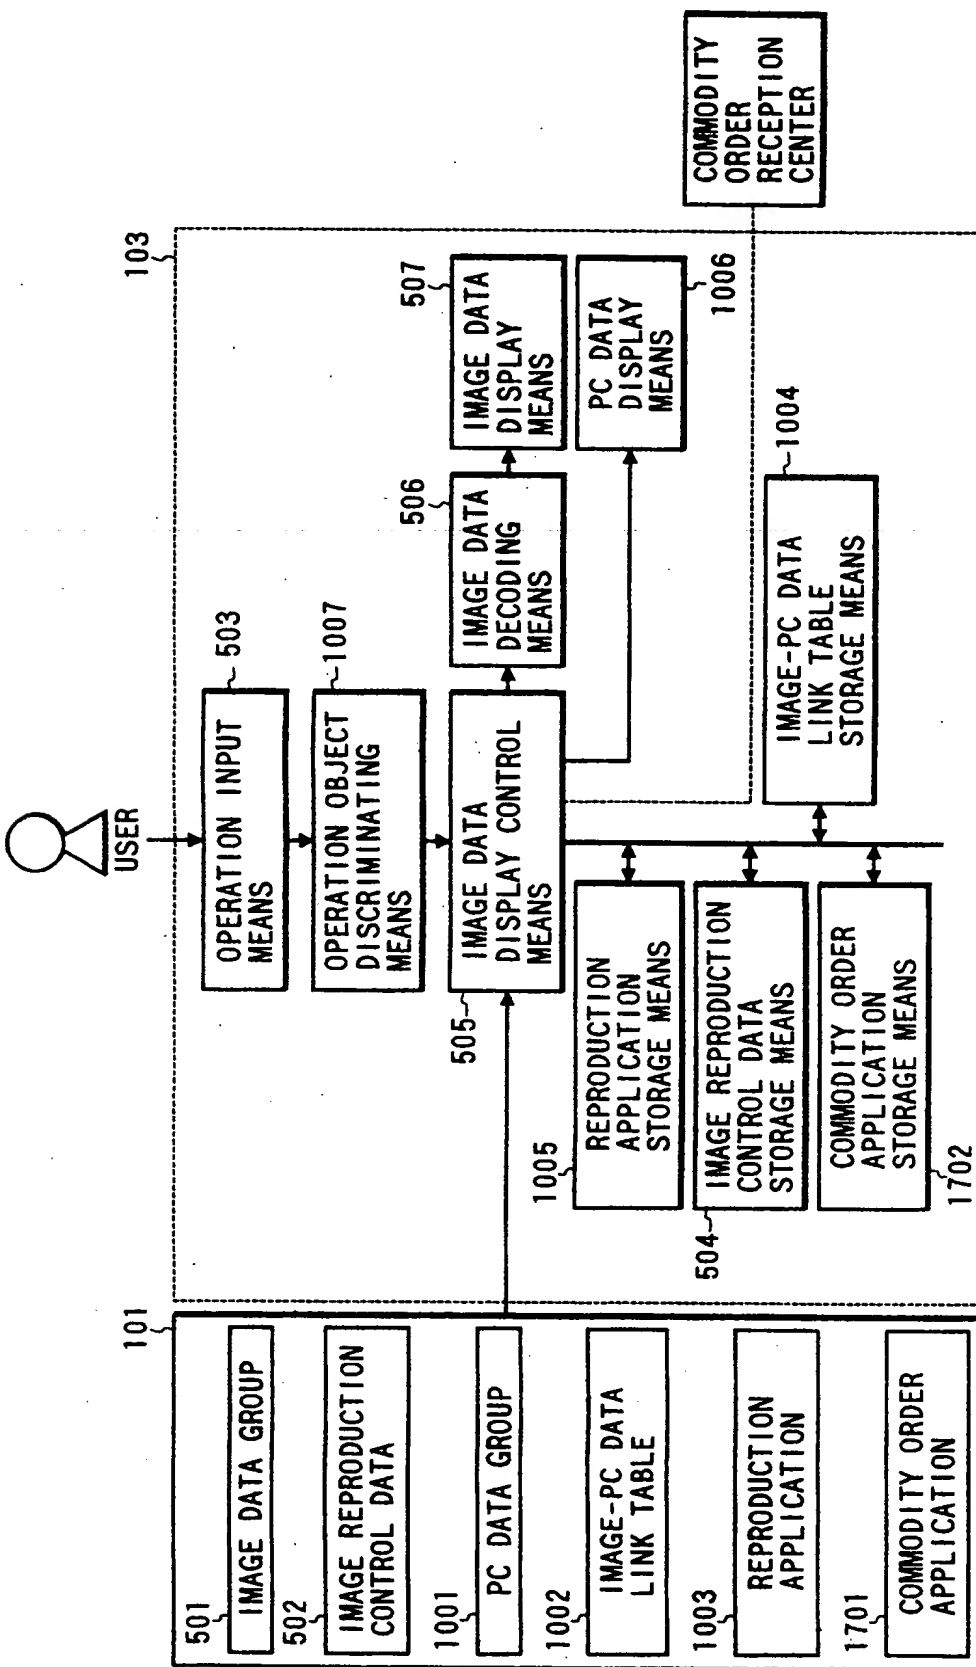 101
501
IMAGE DATA GROUP
502
IMAGE REPRODUCTION
CONTROL DATA
1001
PC DATA GROUP
1002
IMAGE-PC DATA
LINK TABLE
1003
REPRODUCTION
APPLICATION
1701
COMMODITY ORDER
APPLICATION
USER
103
OPERATION INPUT
MEANS
503
OPERATION OBJECT
DISCRIMINATING
MEANS
1007
505
IMAGE DATA
DISPLAY CONTROL
MEANS
506
IMAGE DATA
DECODING
MEANS
507
IMAGE DATA
DISPLAY
MEANS
PC DATA
DISPLAY
MEANS
1006
1005
REPRODUCTION
APPLICATION
STORAGE MEANS
504
IMAGE REPRODUCTION
CONTROL DATA
STORAGE MEANS
COMMODITY ORDER
APPLICATION
STORAGE MEANS
1702
1004
IMAGE-PC DATA
LINK TABLE
STORAGE MEANS
COMMODITY
ORDER
RECEPTION
CENTER